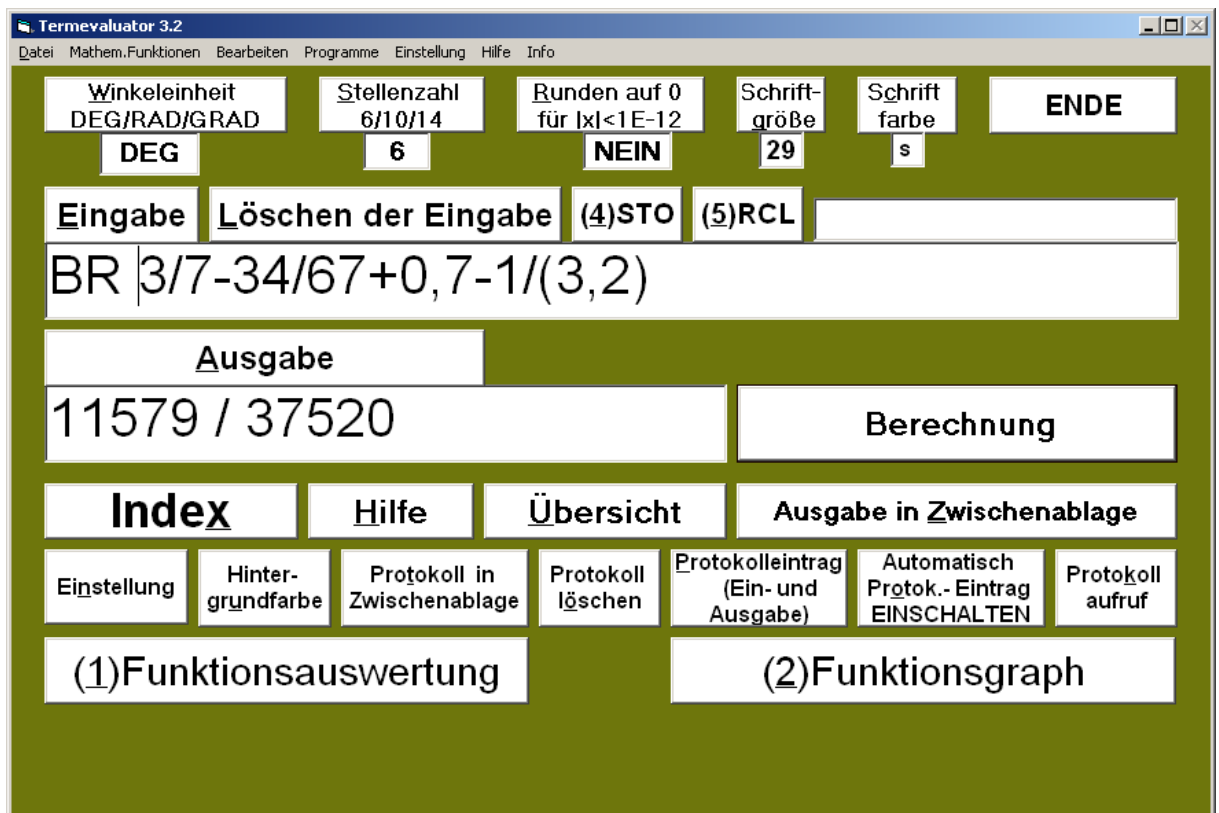 Termevaluator 3.2
Datei Mathem.Funktionen Bearbeiten Programme Einstellung Hilfe Info
Winkeleinheit
DEG/RAD/GRAD
DEG
Stellenzahl
6/10/14
6
Runden auf 0
für |x|<1E-12
NEIN
Schrift-
größe
29
Schrift
farbe
s
ENDE
Eingabe
Löschen der Eingabe
(4)STO
(5)RCL
BR 3/7-34/67+0,7-1/(3,2)
Ausgabe
11579 / 37520
Berechnung
Index
Hilfe
Übersicht
Ausgabe in Zwischenablage
Einstellung
Hinter-
grundfarbe
Protokoll in
Zwischenablage
Protokoll
löschen
Protokolleintrag
(Ein- und
Ausgabe)
Automatisch
Protok.- Eintrag
EINSCHALTEN
Protokoll
aufruf
(1)Funktionsauswertung
(2)Funktionsgraph